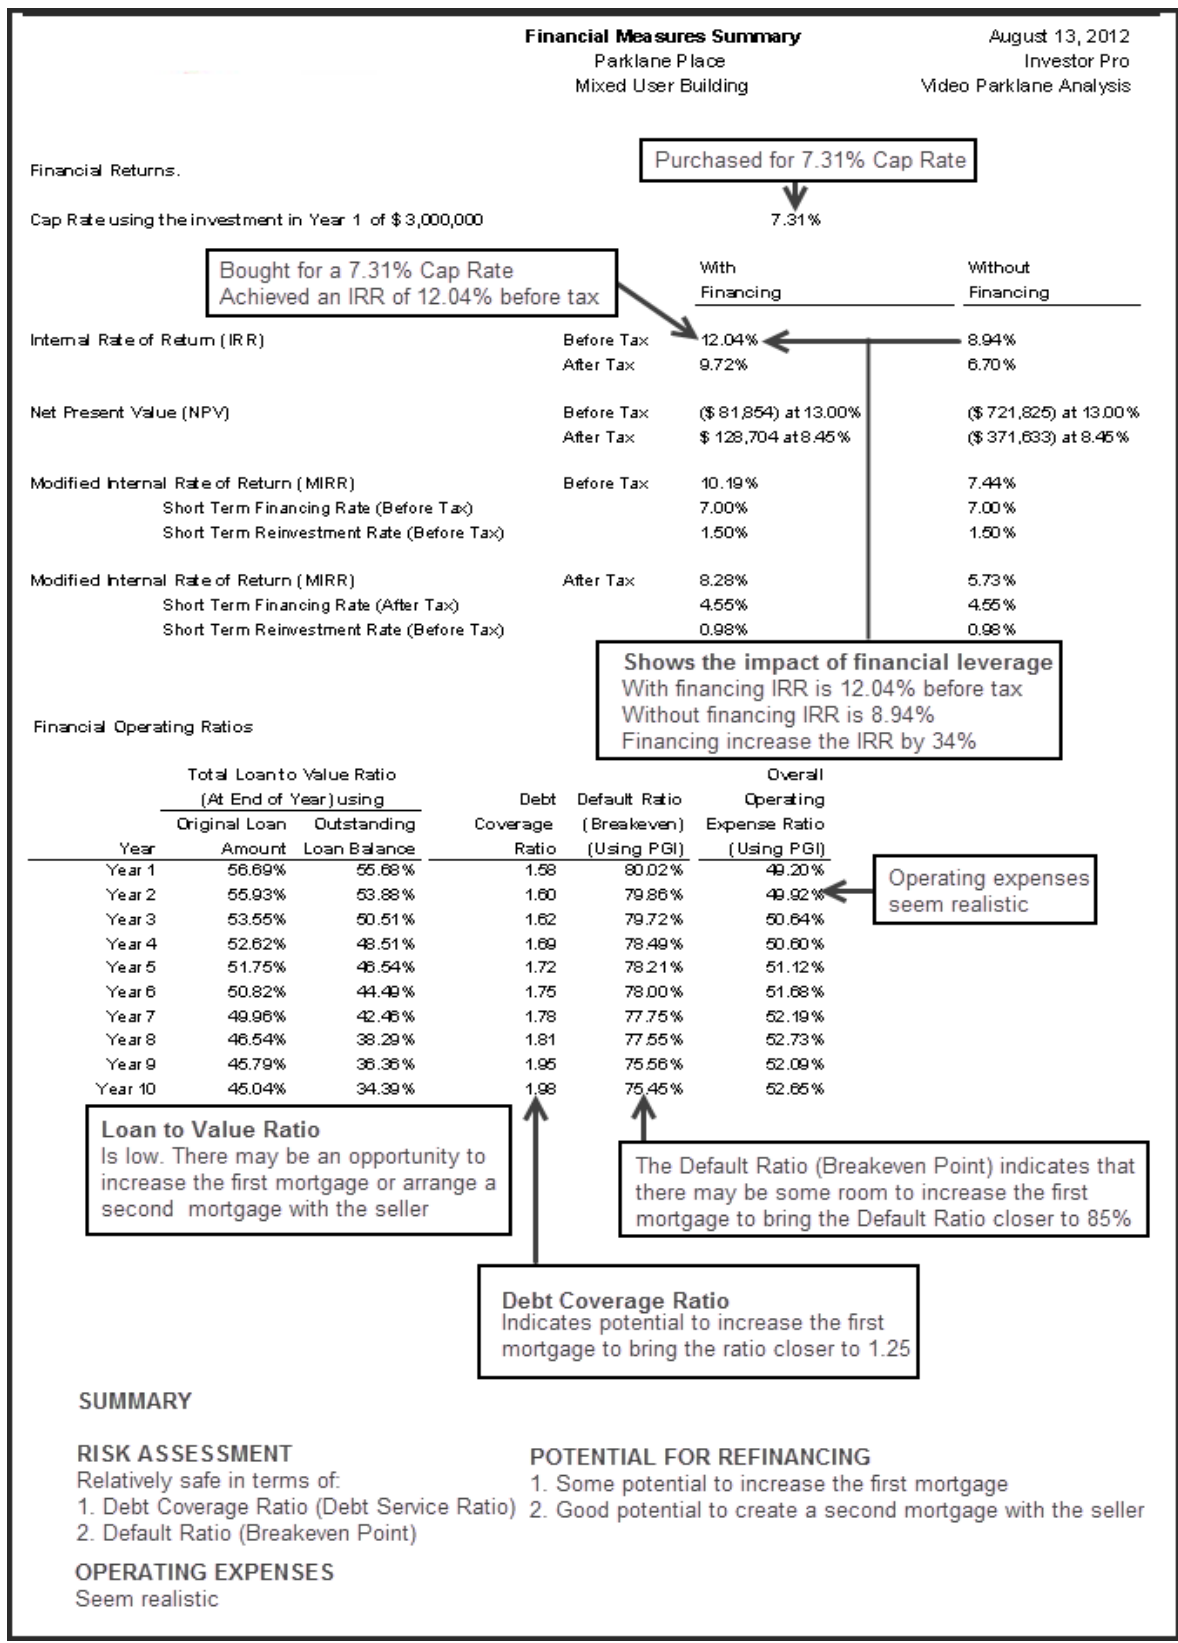 Financial Measures Summary
Parklane Place
Mixed User Building
August 13, 2012
Investor Pro
Video Parklane Analysis
Purchased for 7.31% Cap Rate
Financial Returns.
Cap Rate using the investment in Year 1 of $3,000,000 7.31%
Bought for a 7.31% Cap Rate
Achieved an IRR of 12.04% before tax
With Without
Financing Financing
Internal Rate of Return (IRR) Before Tax 12.04% 8.94%
After Tax 9.72% 6.70%
Net Present Value (NPV) Before Tax ($81,854) at 13.00% ($721,825) at 13.00%
After Tax $128,704 at 8.45% ($371,633) at 8.45%
Modified Internal Rate of Return (MIRR) Before Tax 10.19% 7.44%
Short Term Financing Rate (Before Tax) 7.00% 7.00%
Short Term Reinvestment Rate (Before Tax) 1.50% 1.50%
Modified Internal Rate of Return (MIRR) After Tax 8.28% 5.73%
Short Term Financing Rate (After Tax) 4.55% 4.55%
Short Term Reinvestment Rate (Before Tax) 0.98% 0.98%
Shows the impact of financial leverage
With financing IRR is 12.04% before tax
Without financing IRR is 8.94%
Financing increase the IRR by 34%
Financial Operating Ratios
Total Loan to Value Ratio Overall
(At End of Year) using Debt Default Ratio Operating
Original Loan Outstanding Coverage (Breakeven) Expense Ratio
Year Amount Loan Balance Ratio (Using PGI) (Using PGI)
Year 1 56.69% 55.68% 1.58 80.02% 49.20%
Year 2 55.93% 53.88% 1.60 79.86% 49.92%
Year 3 53.55% 50.51% 1.62 79.72% 50.64%
Year 4 52.62% 48.51% 1.69 78.49% 50.60%
Year 5 51.75% 46.54% 1.72 78.21% 51.12%
Year 6 50.82% 44.49% 1.75 78.00% 51.68%
Year 7 49.96% 42.46% 1.78 77.75% 52.19%
Year 8 46.54% 38.29% 1.81 77.55% 52.73%
Year 9 45.79% 36.36% 1.95 75.56% 52.09%
Year 10 45.04% 34.39% 1.98 75.45% 52.65%
Operating expenses
seem realistic
Loan to Value Ratio
Is low. There may be an opportunity to
increase the first mortgage or arrange a
second mortgage with the seller
The Default Ratio (Breakeven Point) indicates that
there may be some room to increase the first
mortgage to bring the Default Ratio closer to 85%
Debt Coverage Ratio
Indicates potential to increase the first
mortgage to bring the ratio closer to 1.25
SUMMARY
RISK ASSESSMENT
Relatively safe in terms of:
1. Debt Coverage Ratio (Debt Service Ratio)
2. Default Ratio (Breakeven Point)
POTENTIAL FOR REFINANCING
1. Some potential to increase the first mortgage
2. Good potential to create a second mortgage with the seller
OPERATING EXPENSES
Seem realistic